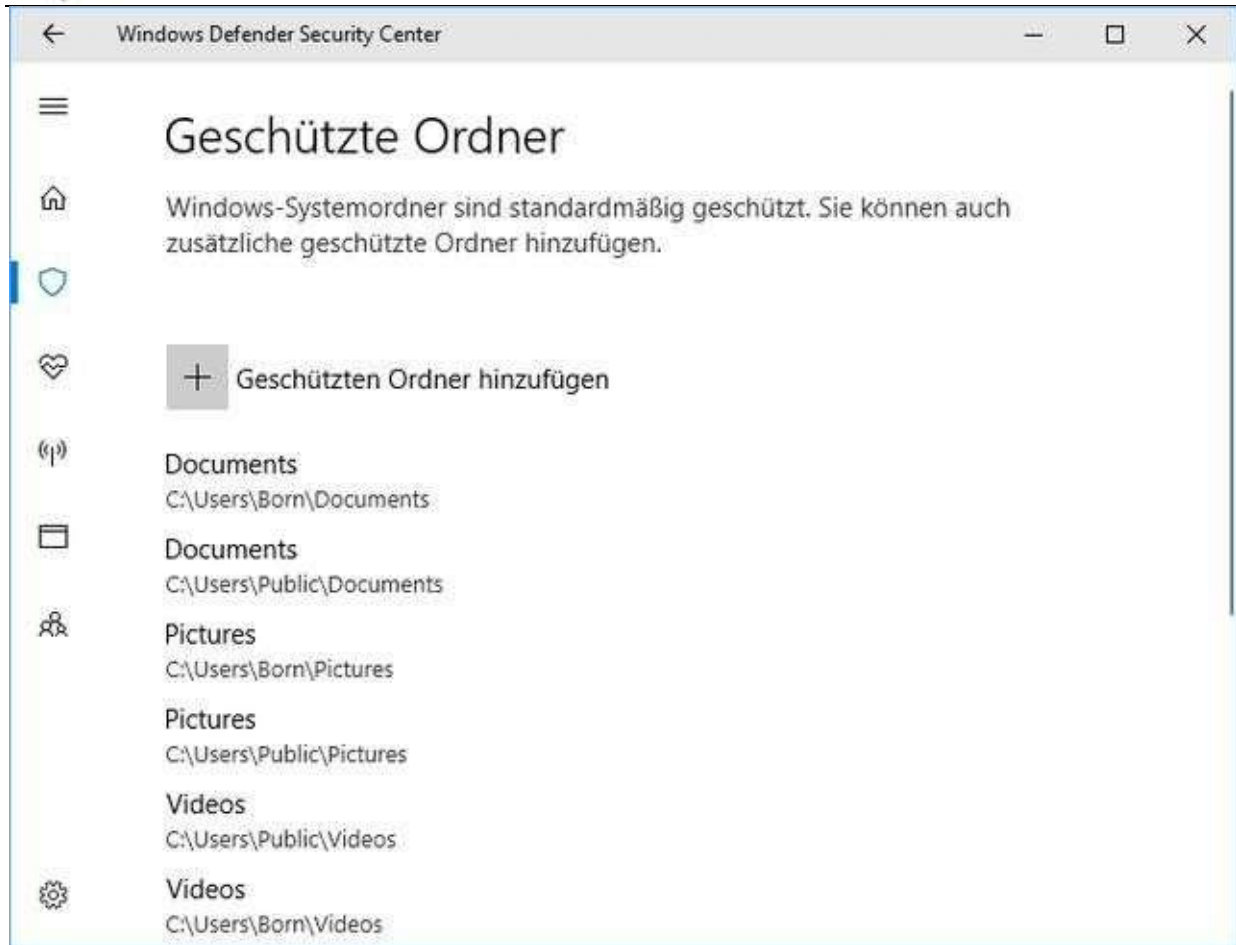 Windows Defender Security Center
Geschützte Ordner
Windows-Systemordner sind standardmäßig geschützt. Sie können auch
zusätzliche geschützte Ordner hinzufügen.
Geschützten Ordner hinzufügen
Documents
C:\Users\Born\Documents
Documents
C:\Users\Public\Documents
Pictures
C:\Users\Born\Pictures
Pictures
C:\Users\Public\Pictures
Videos
C:\Users\Public\Videos
Videos
C:\Users\Born\Videos